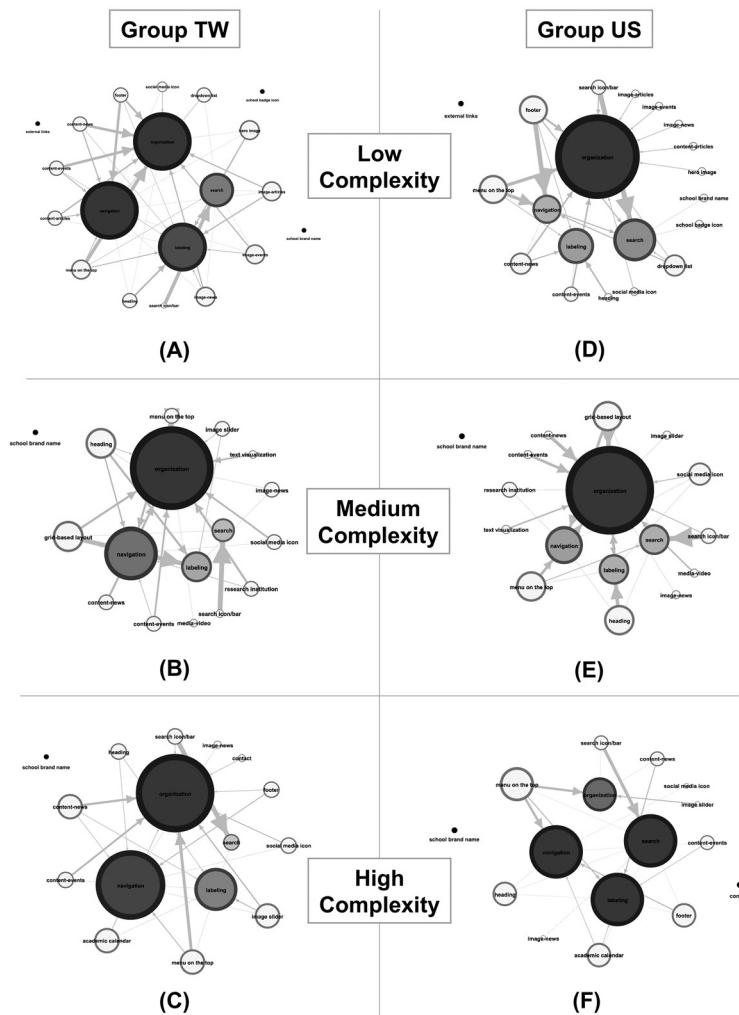 Group TW
Group US
social media icon
footer
dropdown list
school badge icon
content-news
external links
organization
hero image
content-events
search
image-articles
navigation
content-articles
labeling
school brand name
image-events
menu on the top
heading
search icon/bar
image-news
(A)
Low
Complexity
search icon/bar
image-articles
external links
footer
image-events
image-news
content-articles
organization
hero image
menu on the top
school brand name
navigation
school badge icon
labeling
search
content-news
dropdown list
social media icon
content-events
heading
(D)
menu on the top
school brand name
heading
image slider
text visualization
organization
image-news
search
grid-based layout
social media icon
navigation
labeling
research institution
content-news
search icon/bar
content-events
media-video
(B)
Medium
Complexity
grid-based layout
school brand name
content-news
image slider
content-events
social media icon
research institution
organization
text visualization
search icon/bar
navigation
search
labeling
media-video
menu on the top
image-news
heading
(E)
search icon/bar
image-news
heading
contact
school brand name
organization
footer
content-news
search
social media icon
content-events
navigation
labeling
image slider
academic calendar
menu on the top
(C)
High
Complexity
search icon/bar
content-news
menu on the top
social media icon
organization
image slider
school brand name
search
content-events
navigation
heading
labeling
footer
image-news
academic calendar
(F)